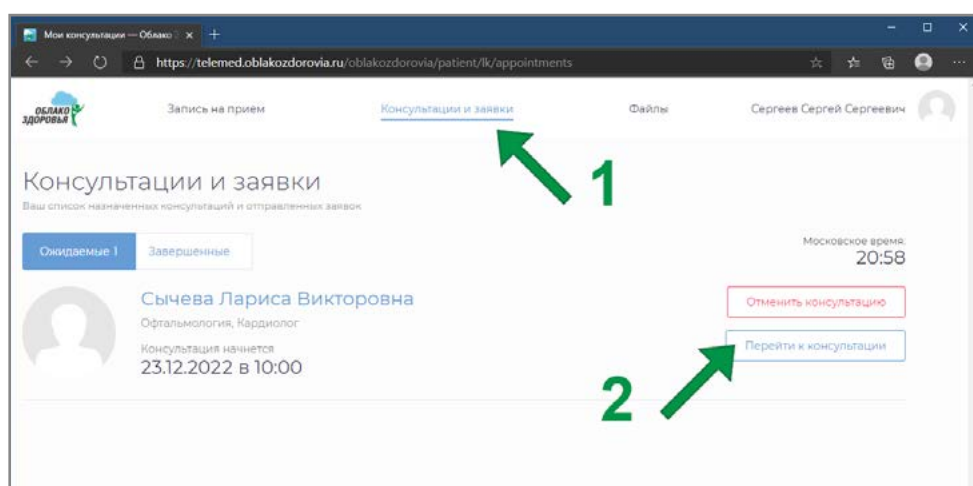 Мои консультации — Облако
https://telemed.oblakozdorovia.ru/oblakozdorovia/patient/lk/appointments
ОБЛАКО
ЗДОРОВЬЯ
Запись на прием
Консультации и заявки
Файлы
Сергеев Сергей Сергеевич
1
Консультации и заявки
Ваш список назначенных консультаций и отправленных заявок
Ожидаемые 1
Завершенные
Московское время:
20:58
Сычева Лариса Викторовна
Отменить консультацию
Офтальмология, Кардиолог
Перейти к консультации
Консультация начнется
23.12.2022 в 10:00
2